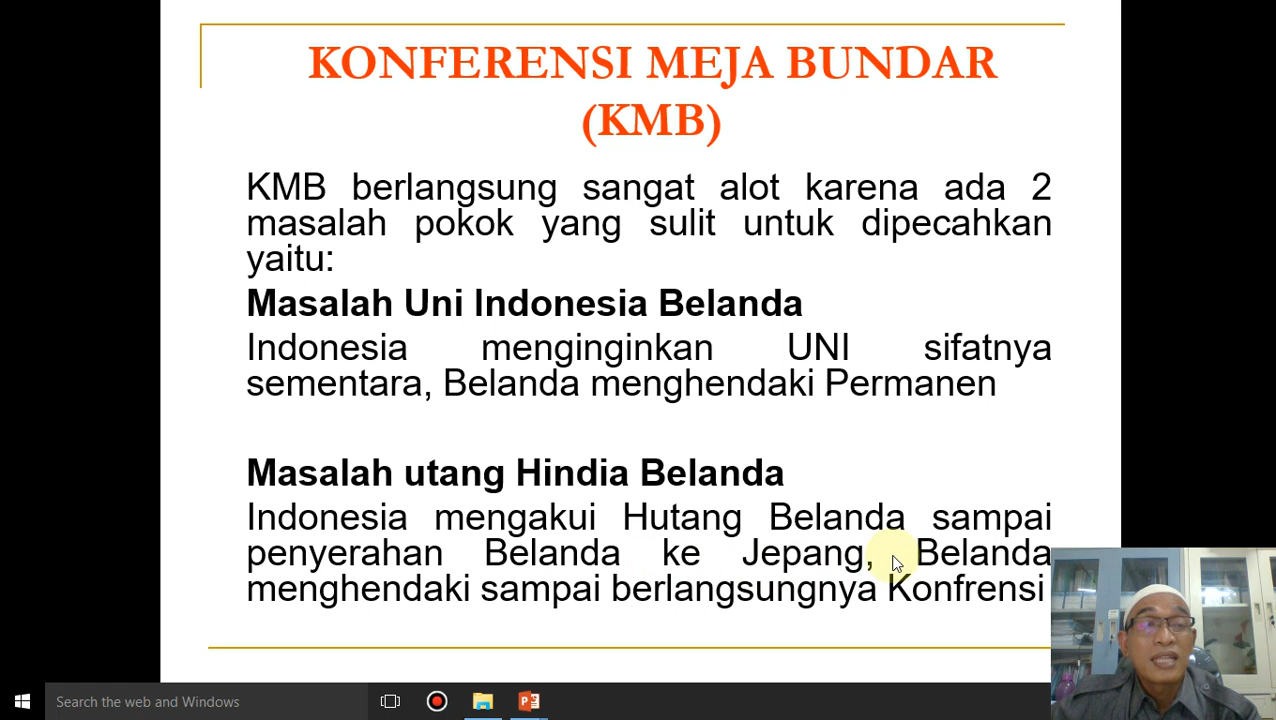 KONFERENSI MEJA BUNDAR
(KMB)
KMB berlangsung sangat alot karena ada 2
masalah pokok yang sulit untuk dipecahkan
yaitu:
Masalah Uni Indonesia Belanda
Indonesia menginginkan UNI sifatnya
sementara, Belanda menghendaki Permanen
Masalah utang Hindia Belanda
Indonesia mengakui Hutang Belanda sampai
penyerahan Belanda ke Jepang, Belanda
menghendaki sampai berlangsungnya Konfrensi
Search the web and Windows